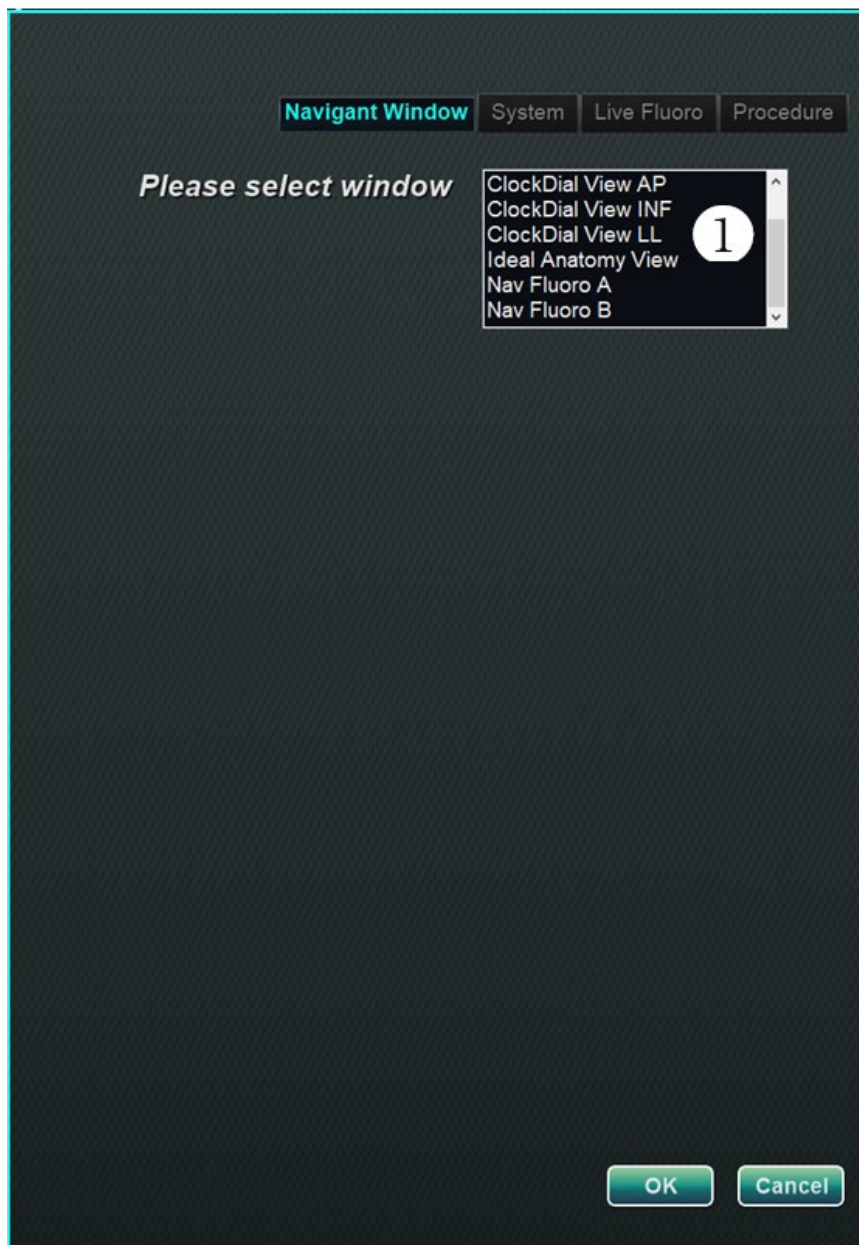 Navigant Window System Live Fluoro Procedure
Please select window
ClockDial View AP
ClockDial View INF
ClockDial View LL
1
Ideal Anatomy View
Nav Fluoro A
Nav Fluoro B
OK Cancel